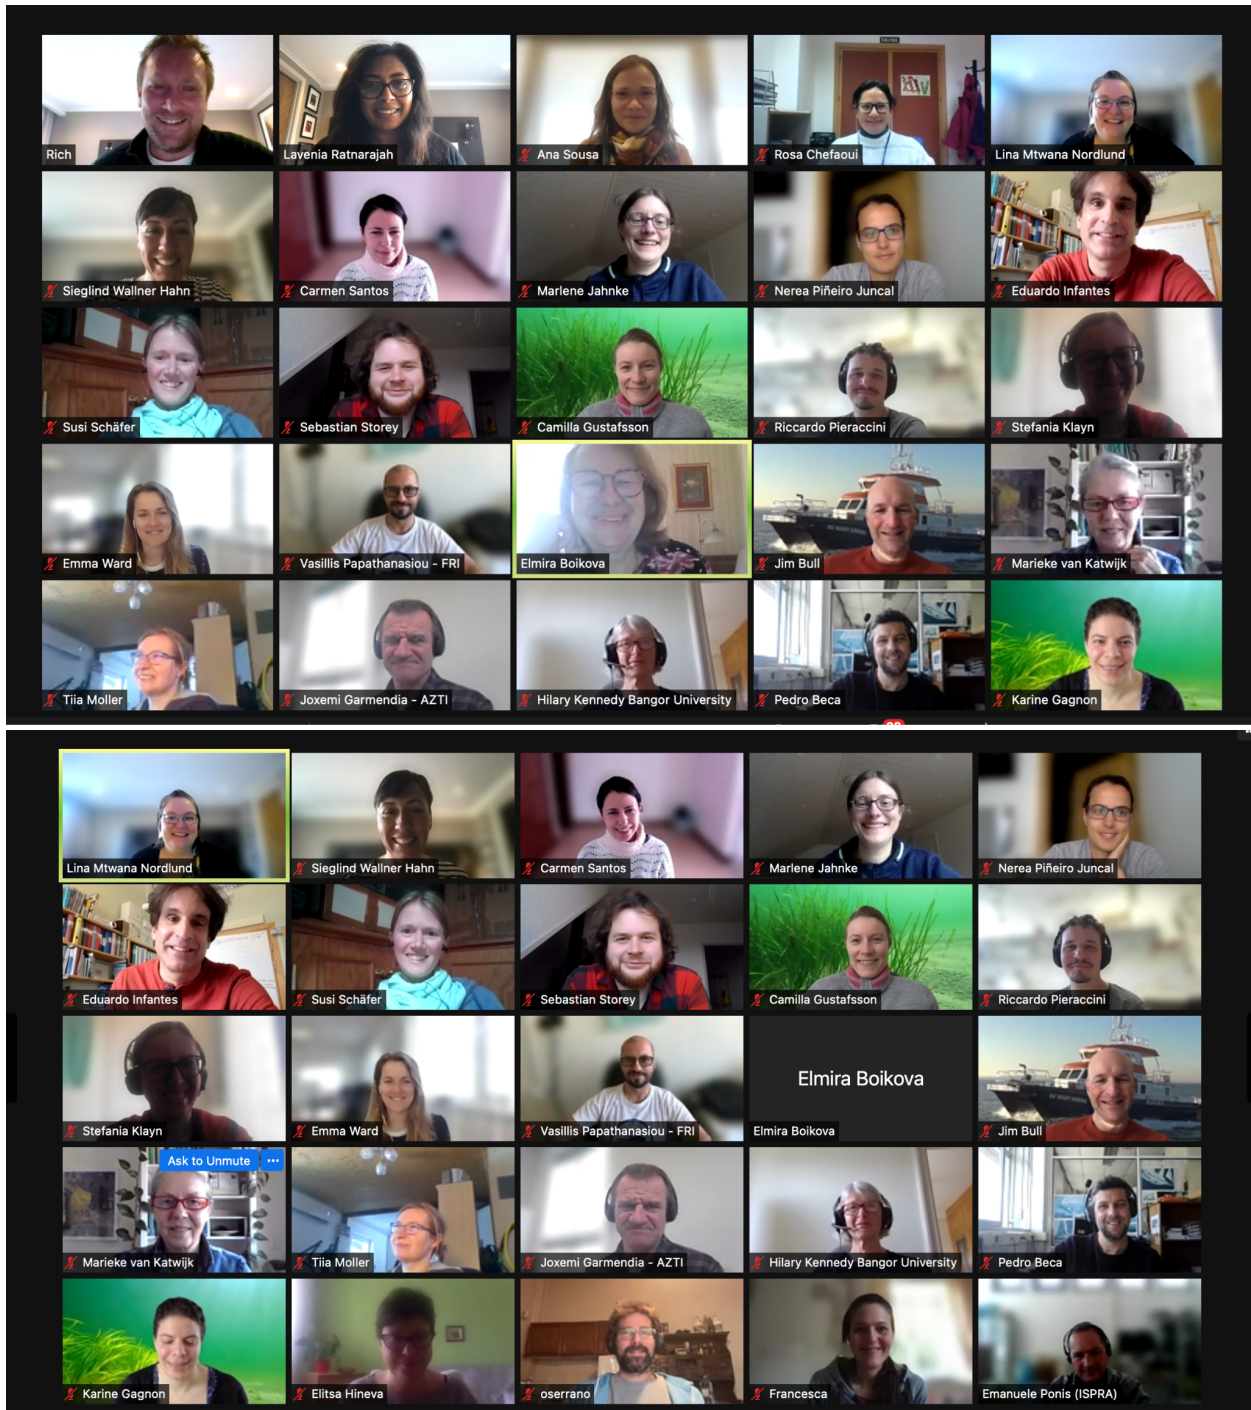 Rich
Lavenia Ratnarajah
Ana Sousa
Rosa Chefaoui
Lina Mtwana Nordlund
Sieglind Wallner Hahn
Carmen Santos
Marlene Jahnke
Nerea Piñeiro Juncal
Eduardo Infantes
Susi Schäfer
Sebastian Storey
Camilla Gustafsson
Riccardo Pieraccini
Stefania Klayn
Emma Ward
Vasillis Papathanasiou - FRI
Elmira Boikova
Jim Bull
Marieke van Katwijk
Tiia Moller
Joxemi Garmendia - AZTI
Hilary Kennedy Bangor University
Pedro Beca
Karine Gagnon
Lina Mtwana Nordlund
Sieglind Wallner Hahn
Carmen Santos
Marlene Jahnke
Nerea Piñeiro Juncal
Eduardo Infantes
Susi Schäfer
Sebastian Storey
Camilla Gustafsson
Riccardo Pieraccini
Stefania Klayn
Emma Ward
Vasillis Papathanasiou - FRI
Elmira Boikova
Elmira Boikova
Jim Bull
Ask to Unmute
Marieke van Katwijk
Tiia Moller
Joxemi Garmendia - AZTI
Hilary Kennedy Bangor University
Pedro Beca
Karine Gagnon
Elitsa Hineva
oserrano
Francesca
Emanuele Ponis (ISPRA)